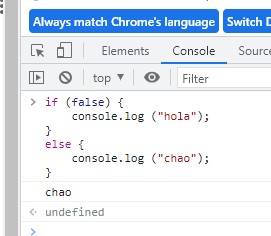 Always match Chrome's language Switch D
Elements Console Source
top Filter
if (false) {
console.log ("hola");
}
else {
console.log ("chao");
}
chao
undefined